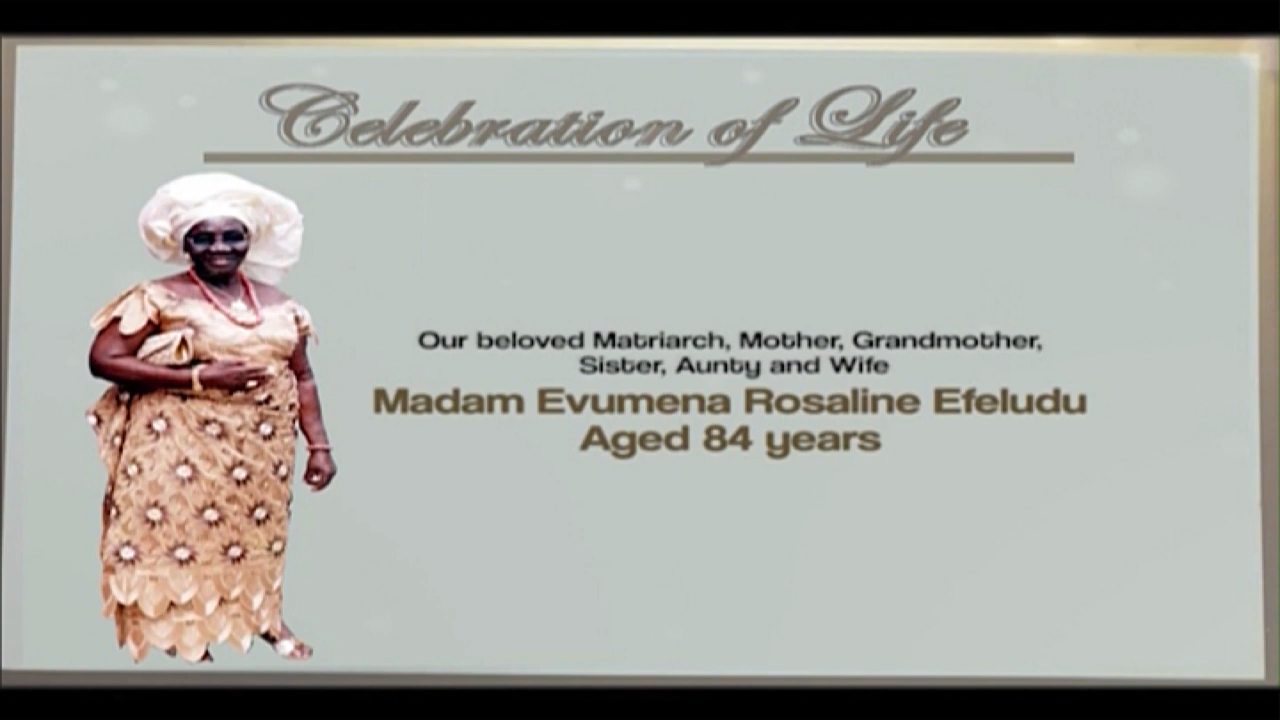 Celebration of Life
Our beloved Matriarch, Mother, Grandmother,
Sister, Aunty and Wife
Madam Evumena Rosaline Efeludu
Aged 84 years